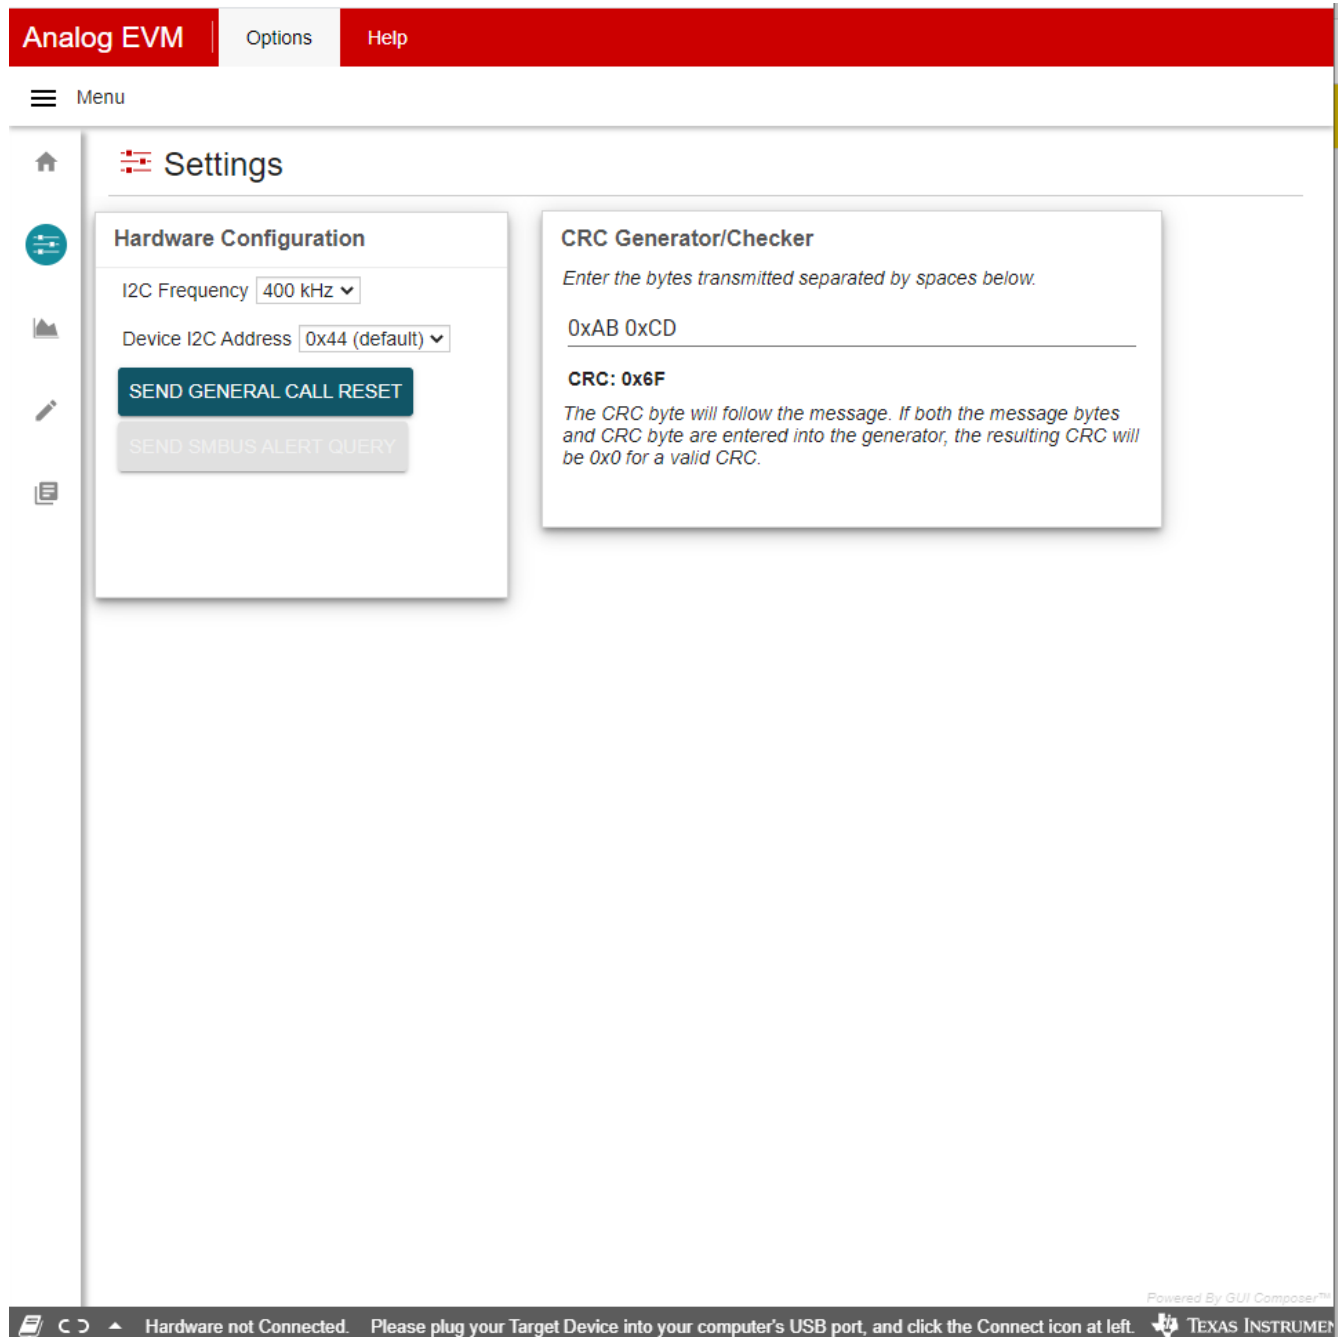 Analog EVM
Options
Help
Menu
Settings
Hardware Configuration
I2C Frequency 400 kHz
Device I2C Address 0x44 (default)
SEND GENERAL CALL RESET
SEND SMBUS ALERT QUERY
CRC Generator/Checker
Enter the bytes transmitted separated by spaces below.
0xAB 0xCD
CRC: 0x6F
The CRC byte will follow the message. If both the message bytes
and CRC byte are entered into the generator, the resulting CRC will
be 0x0 for a valid CRC.
Powered By GUI Composer™
Hardware not Connected. Please plug your Target Device into your computer's USB port, and click the Connect icon at left. TEXAS INSTRUMEN